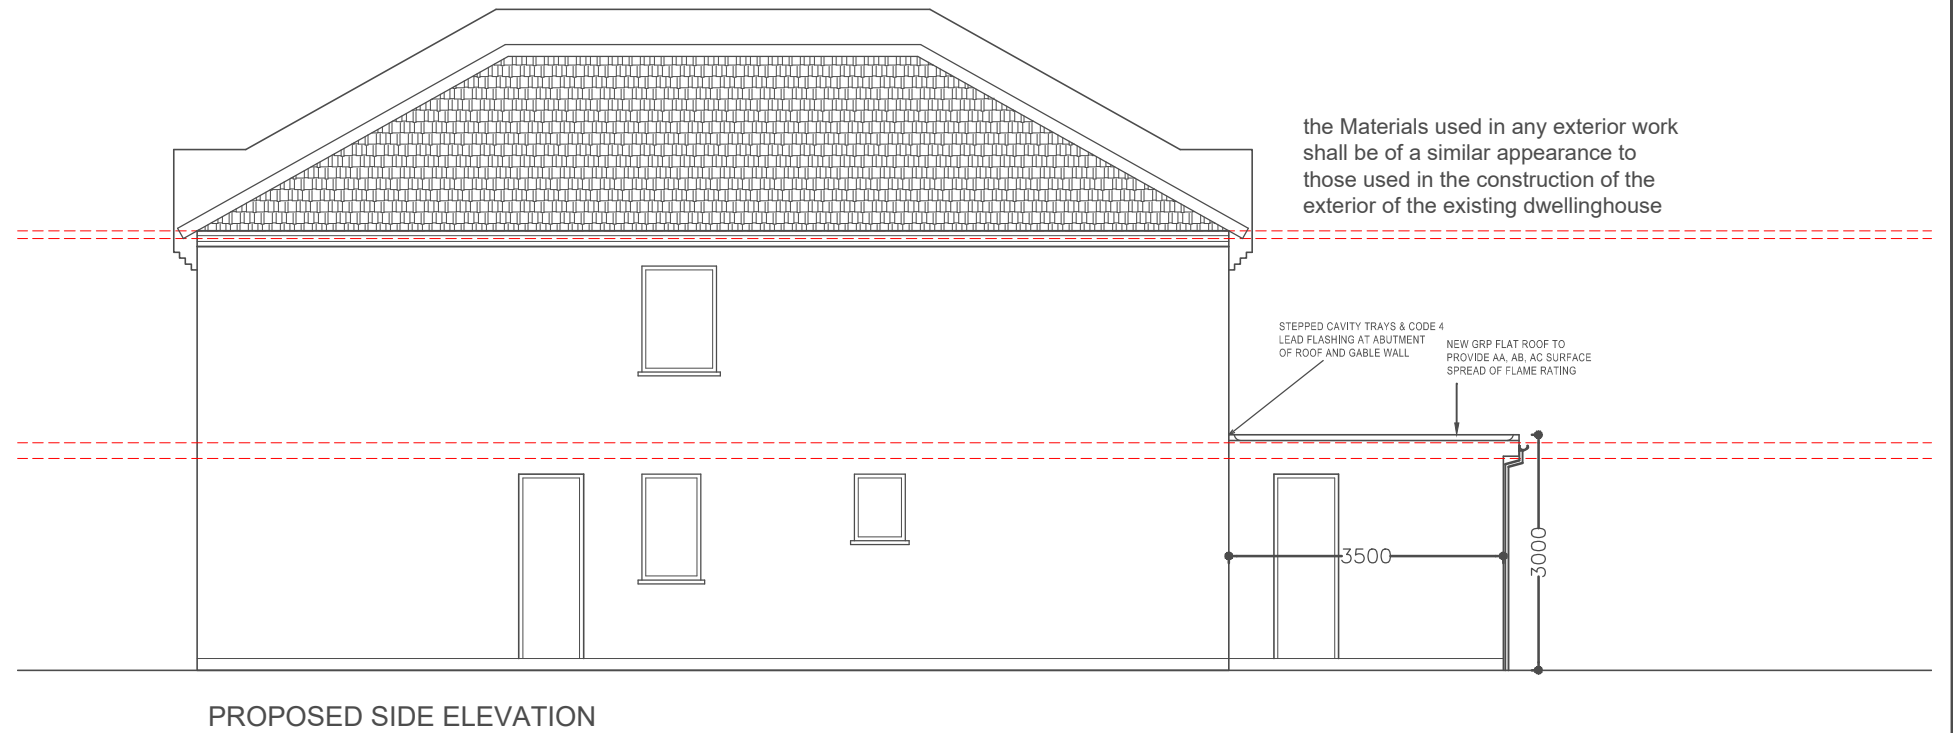 the Materials used in any exterior work
shall be of a similar appearance to
those used in the construction of the
exterior of the existing dwellinghouse
STEPPED CAVITY TRAYS & CODE 4
LEAD FLASHING AT ABUTMENT
OF ROOF AND GABLE WALL
NEW GRP FLAT ROOF TO
PROVIDE AA, AB, AC SURFACE
SPREAD OF FLAME RATING
3500
3000
PROPOSED SIDE ELEVATION